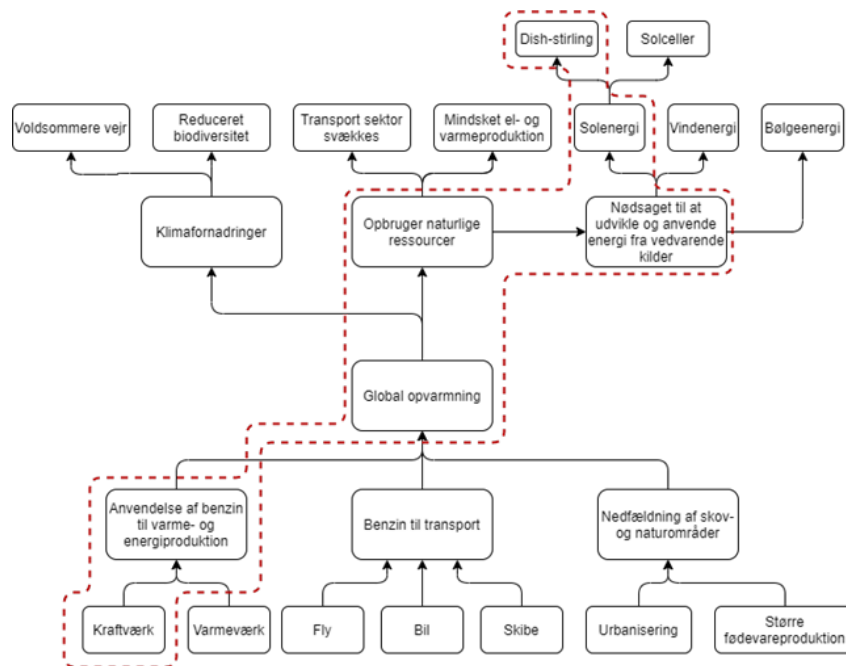 Dish-stirling
Solceller
Voldsommere vejr
Reduceret
biodiversitet
Transport sektor
svækkes
Mindsket el- og
varmeproduktion
Solenergi
Vindenergi
Bølgeenergi
Klimafornadringer
Opbruger naturlige
ressourcer
Nødsaget til at
udvikle og anvende
energi fra vedvarende
kilder
Global opvarmning
Anvendelse af benzin
til varme- og
energiproduktion
Benzin til transport
Nedfældning af skov-
og naturområder
Kraftværk
Varmeværk
Fly
Bil
Skibe
Urbanisering
Større
fødevareproduktion